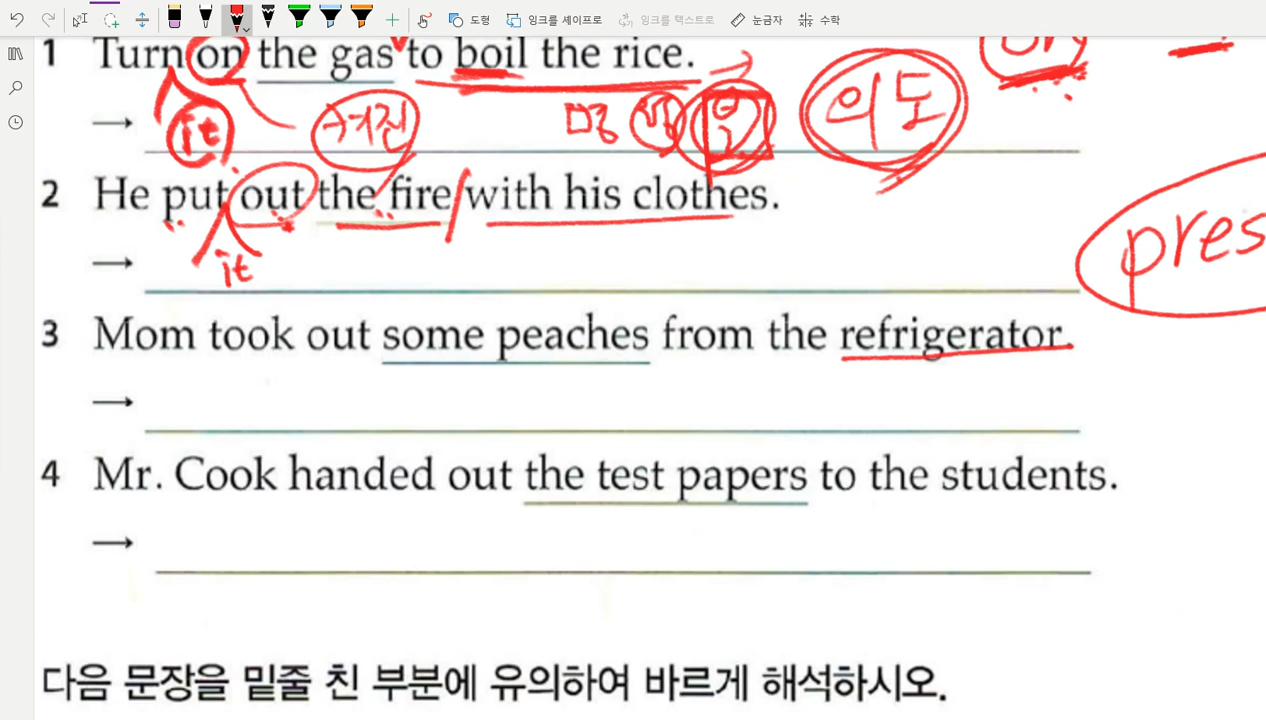 도형 잉크를 셰이프로 잉크를 텍스트로 눈금자 수학
1 Turn on the gas to boil the rice.
→ it 꺼진 의도
2 He put out the fire with his clothes.
→ it pres
3 Mom took out some peaches from the refrigerator.
→
4 Mr. Cook handed out the test papers to the students.
→
다음 문장을 밑줄 친 부분에 유의하여 바르게 해석하시오.